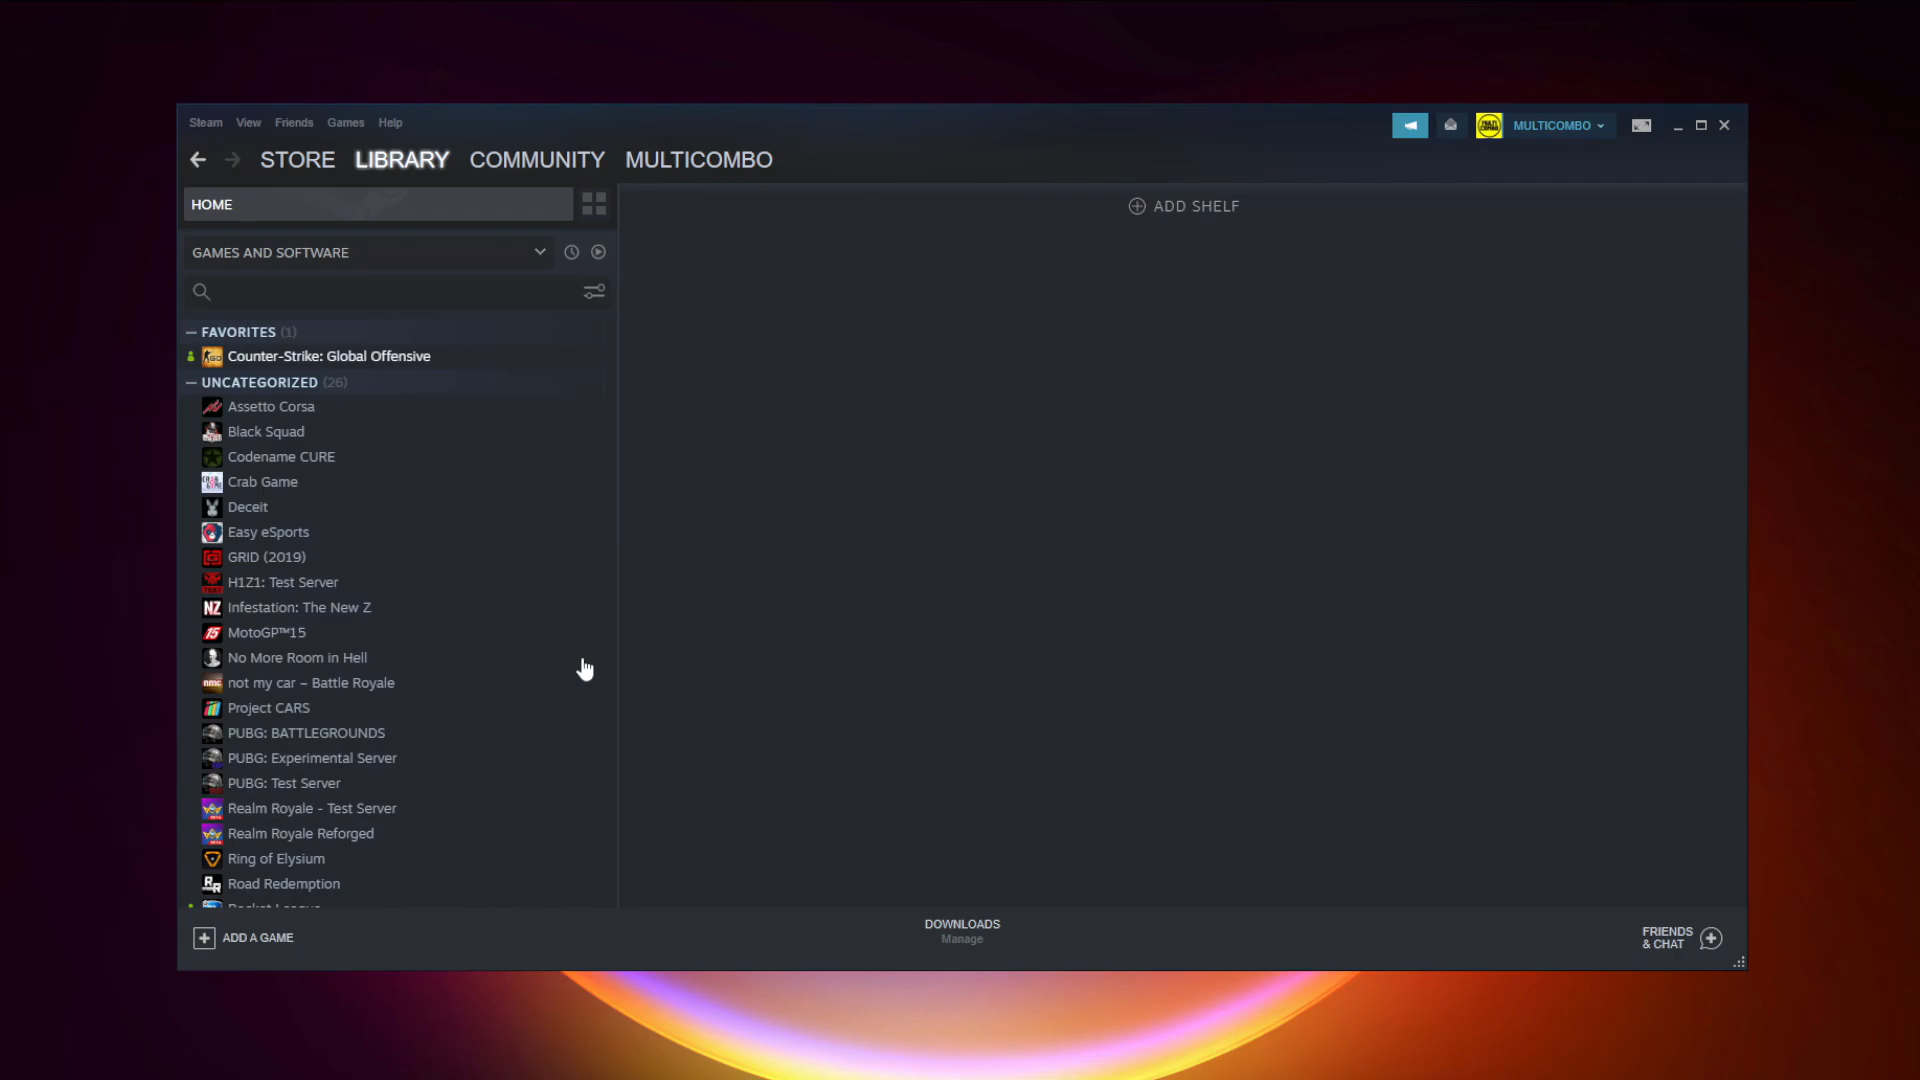 Steam View Friends Games Help
MULTICOMBO
STORE LIBRARY COMMUNITY MULTICOMBO
HOME
ADD SHELF
GAMES AND SOFTWARE
FAVORITES (1)
Counter-Strike: Global Offensive
UNCATEGORIZED (26)
Assetto Corsa
Black Squad
Codename CURE
Crab Game
Deceit
Easy eSports
GRID (2019)
H1Z1: Test Server
Infestation: The New Z
MotoGP™15
No More Room in Hell
not my car – Battle Royale
Project CARS
PUBG: BATTLEGROUNDS
PUBG: Experimental Server
PUBG: Test Server
Realm Royale - Test Server
Realm Royale Reforged
Ring of Elysium
Road Redemption
Rocket League
ADD A GAME
DOWNLOADS
Manage
FRIENDS
& CHAT